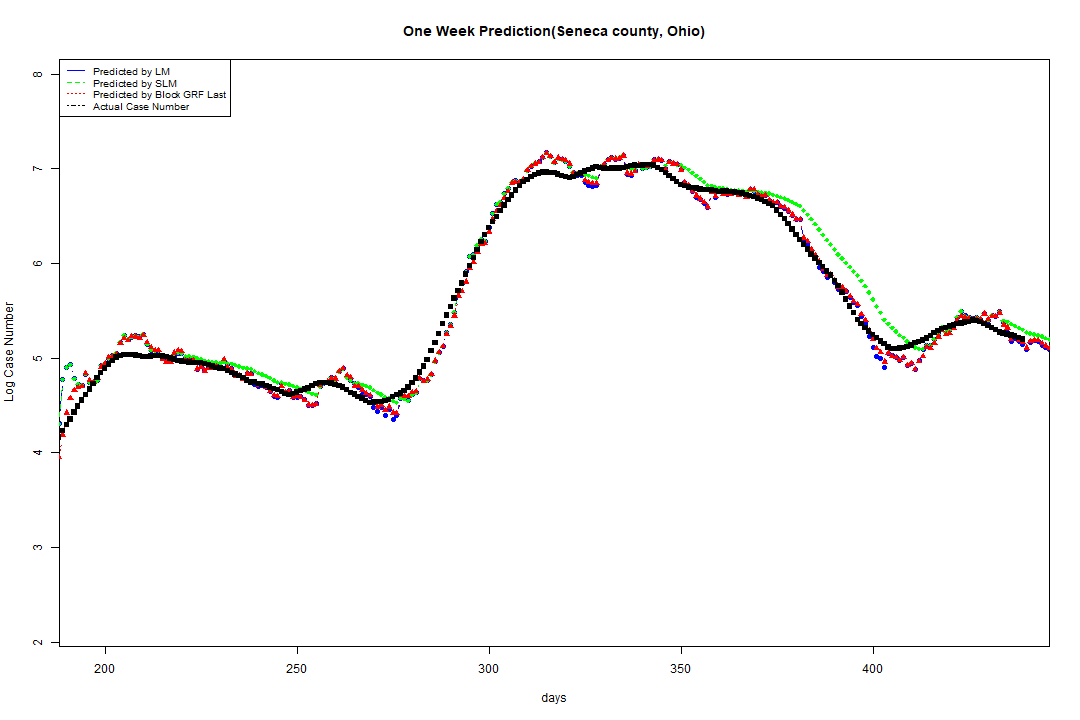 One Week Prediction(Seneca county, Ohio)
Predicted by LM
Predicted by SLM
Predicted by Block GRF Last
Actual Case Number
8
7
6
5
4
3
2
Log Case Number
200 250 300 350 400
days